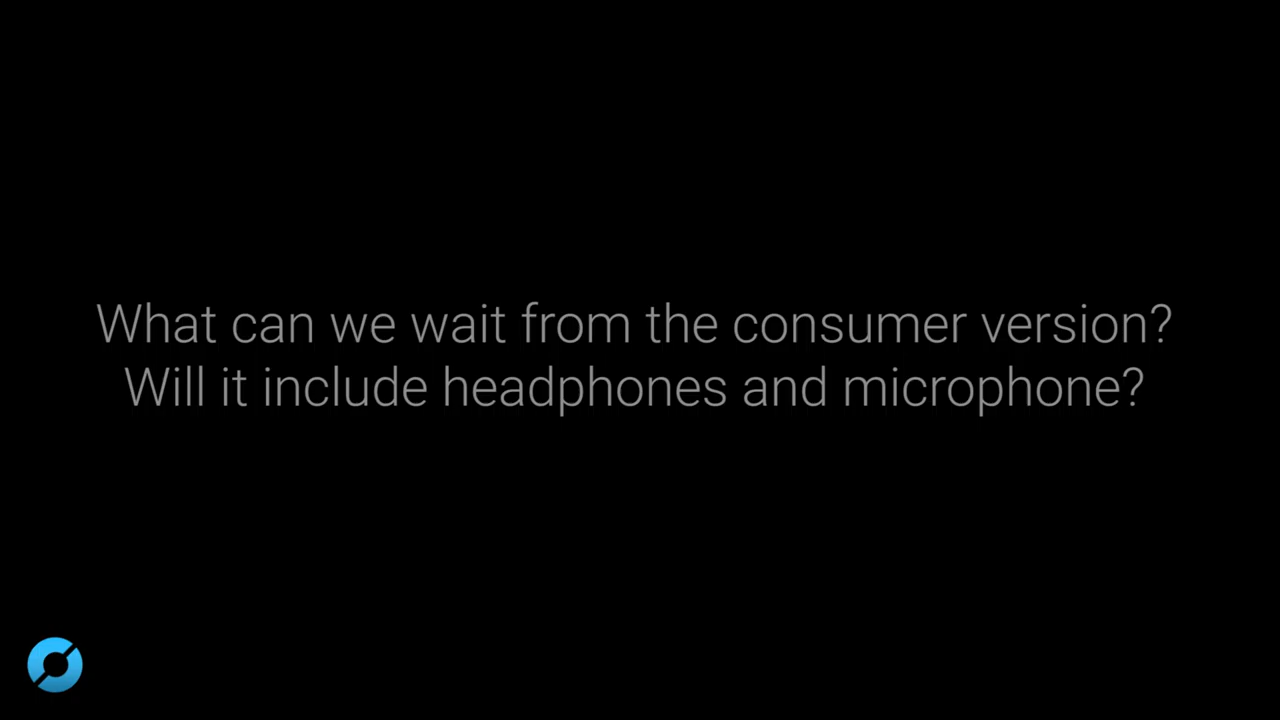 What can we wait from the consumer version?
Will it include headphones and microphone?